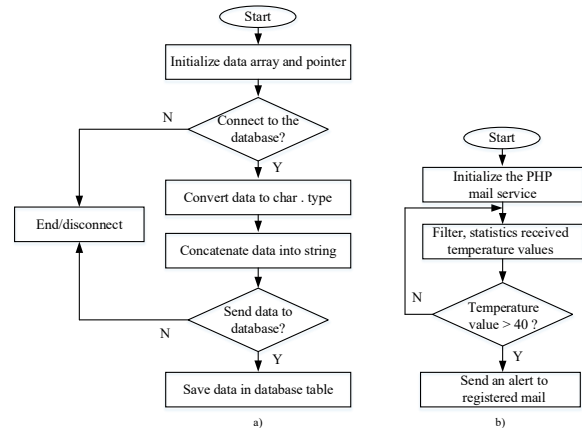 Start
Initialize data array and pointer
N
Connect to the
database?
Y
Convert data to char . type
End/disconnect
Concatenate data into string
Send data to
database?
N
Y
Save data in database table
a)
Start
Initialize the PHP
mail service
Filter, statistics received
temperature values
N
Temperature
value > 40 ?
Y
Send an alert to
registered mail
b)